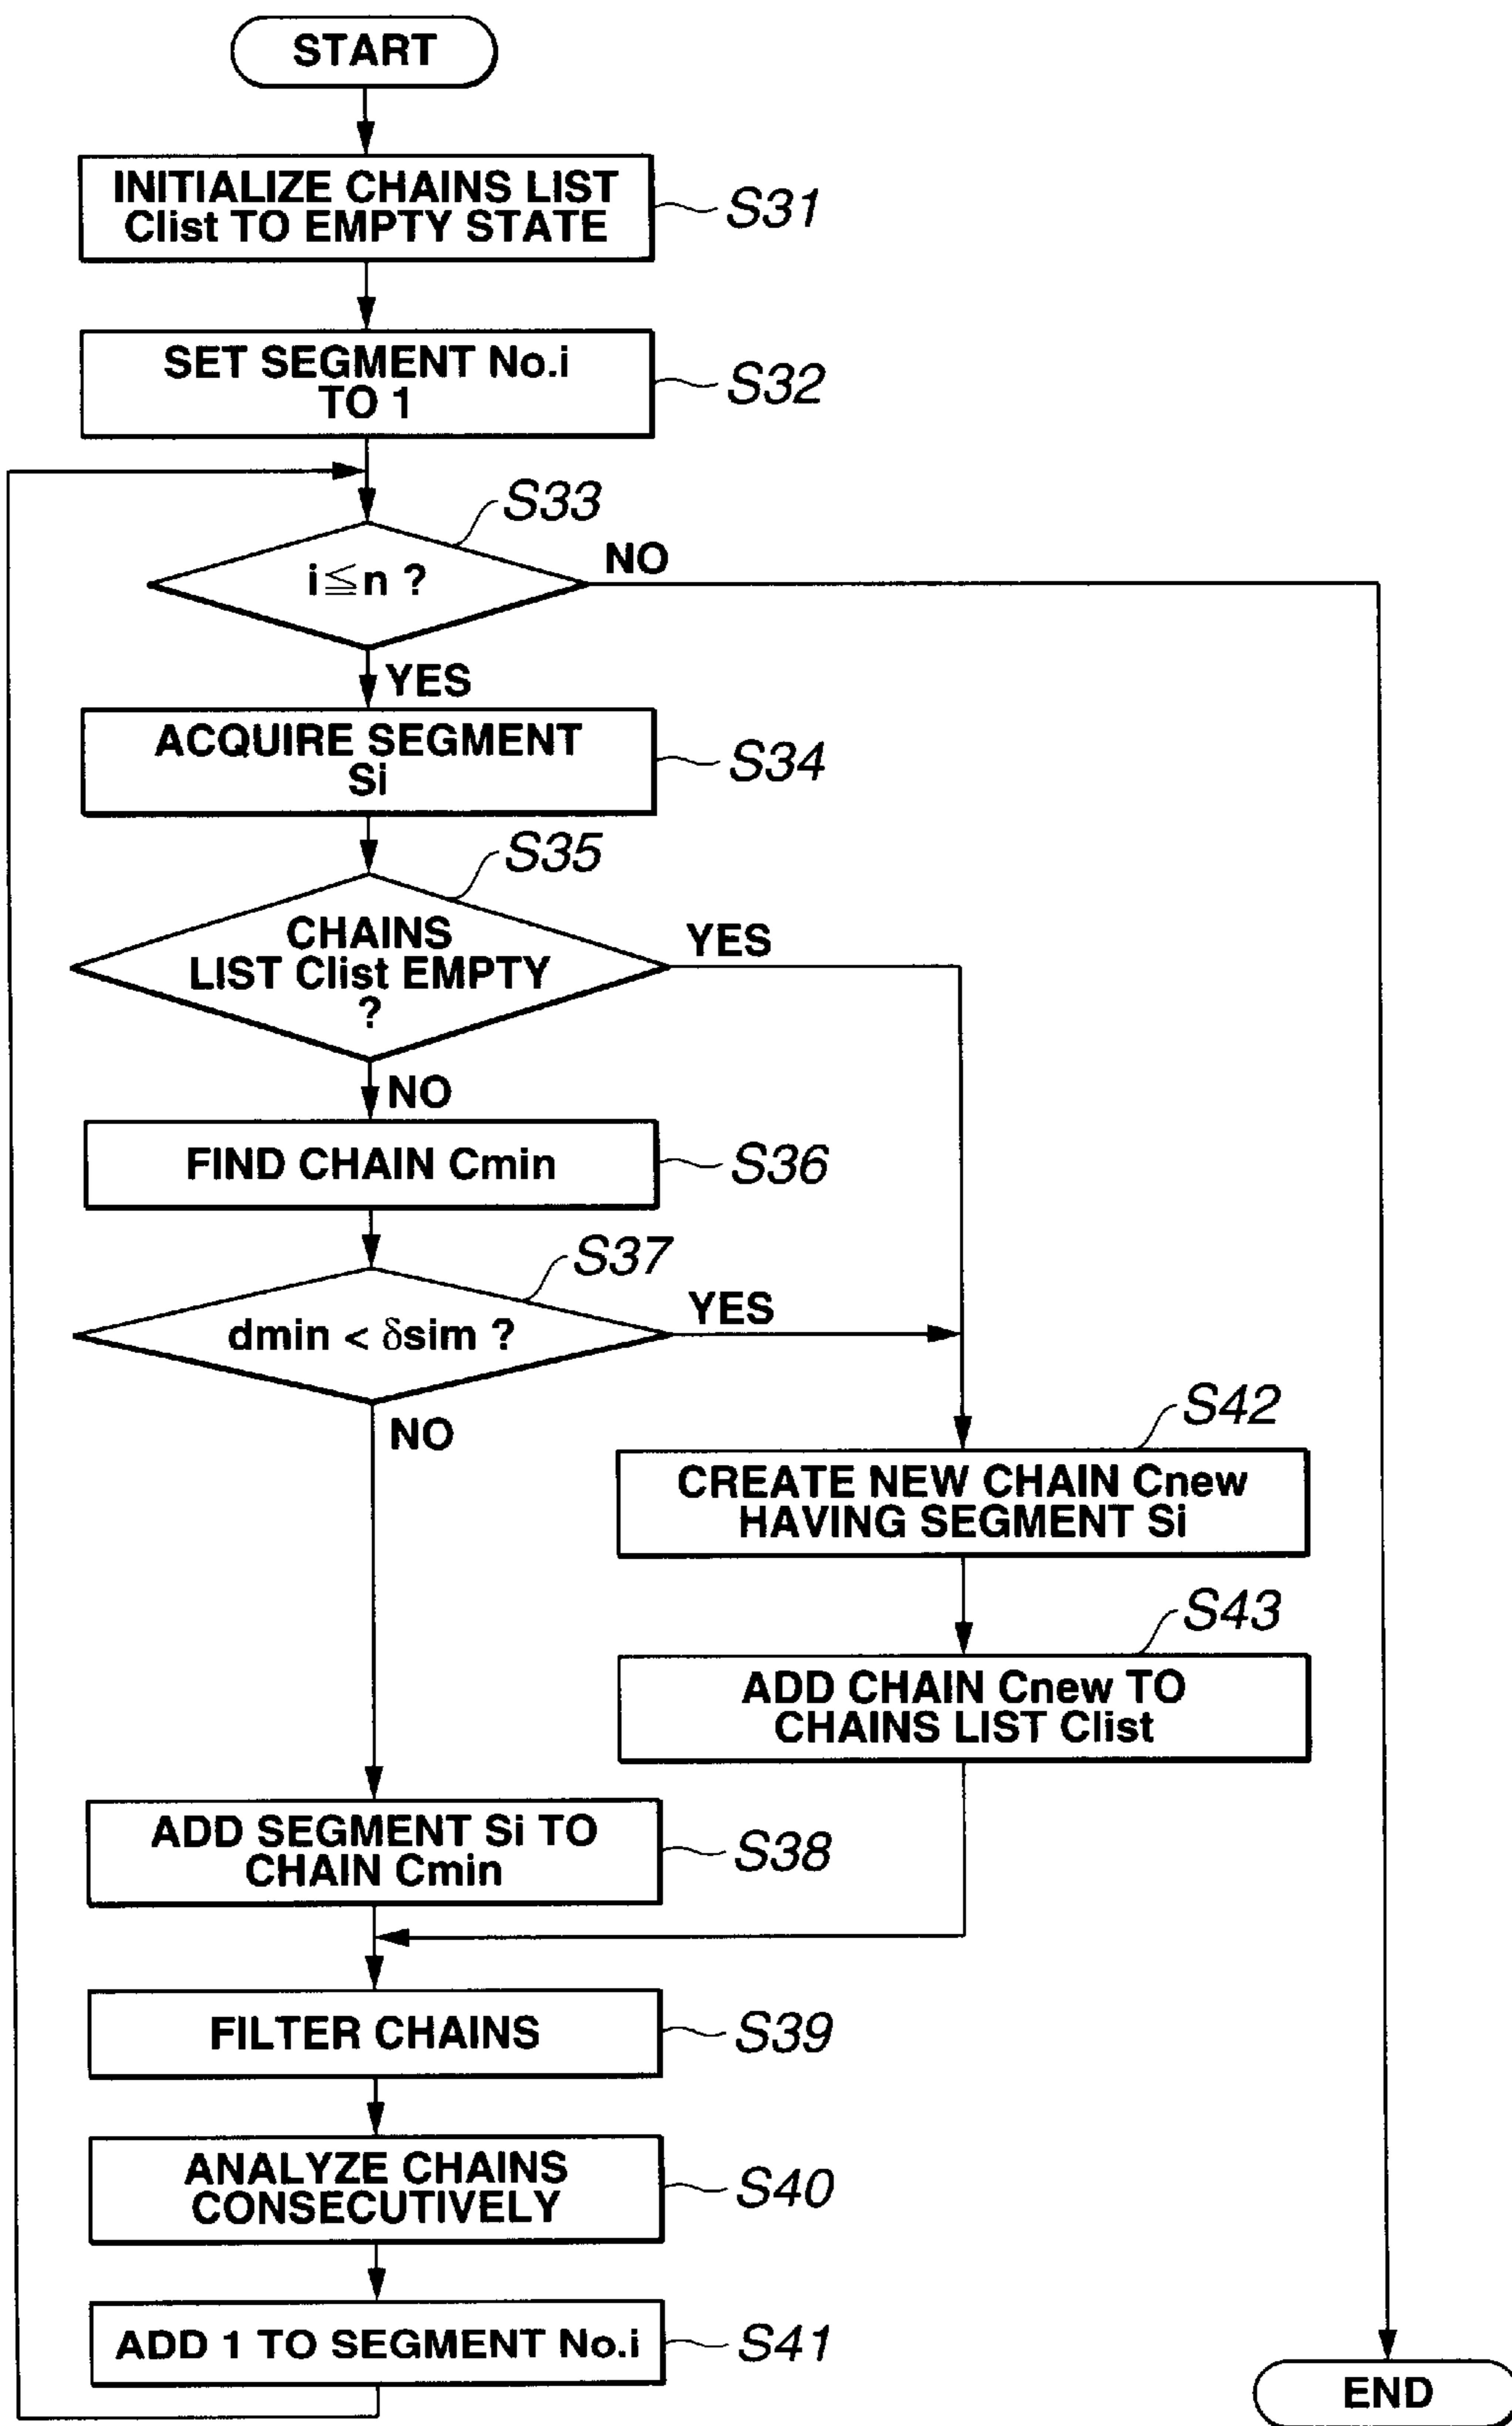 START
INITIALIZE CHAINS LIST
Clist TO EMPTY STATE
S31
SET SEGMENT No.i
TO 1
S32
S33
i≦n ?
NO
YES
ACQUIRE SEGMENT
Si
S34
S35
CHAINS
LIST Clist EMPTY
?
YES
NO
FIND CHAIN Cmin
S36
S37
dmin < δsim ?
YES
NO
S42
CREATE NEW CHAIN Cnew
HAVING SEGMENT Si
S43
ADD CHAIN Cnew TO
CHAINS LIST Clist
ADD SEGMENT Si TO
CHAIN Cmin
S38
FILTER CHAINS
S39
ANALYZE CHAINS
CONSECUTIVELY
S40
ADD 1 TO SEGMENT No.i
S41
END